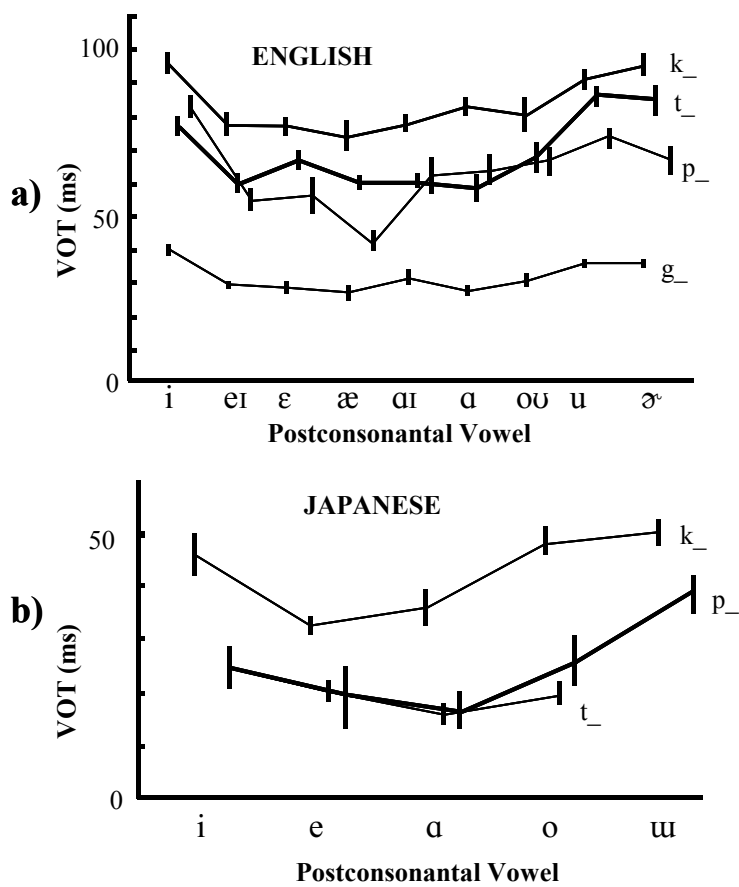 ENGLISH
a)
VOT (ms)
100
50
0
k_
t_
p_
g_
i eɪ ɛ æ ɑɪ ɑ oʊ u ɚ
Postconsonantal Vowel
JAPANESE
b)
VOT (ms)
50
0
k_
p_
t_
i e ɑ o ɯ
Postconsonantal Vowel